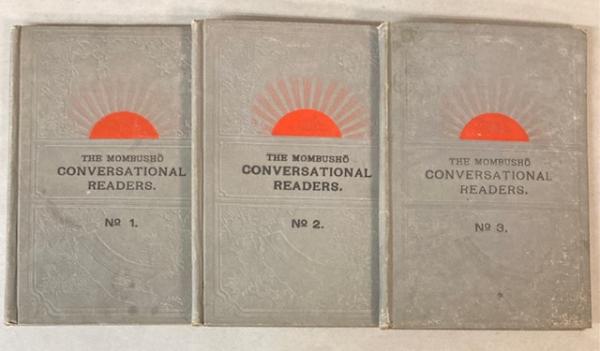 THE MOMBUSHŌ
CONVERSATIONAL
READERS.
Nº 1.
THE MOMBUSHŌ
CONVERSATIONAL
READERS.
Nº 2.
THE MOMBUSHŌ
CONVERSATIONAL
READERS.
Nº 3.